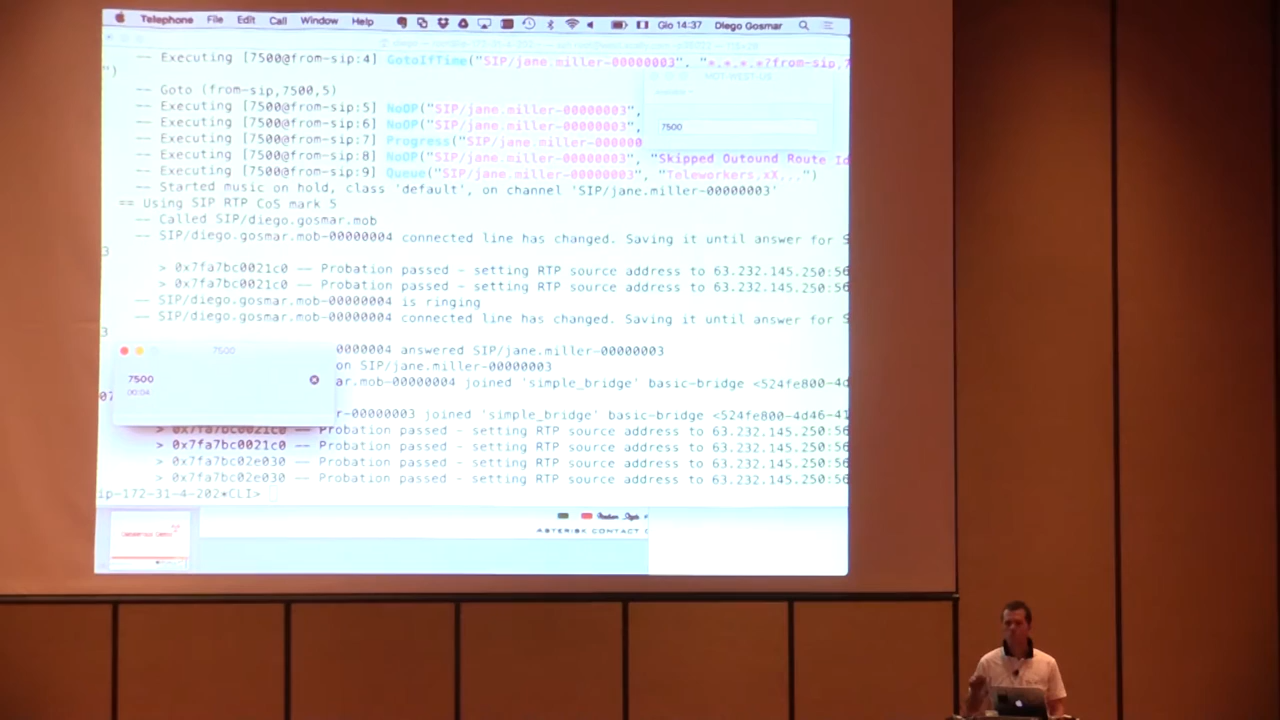 Telephone File Edit Call Window Help Gio 14:37 Diego Gosmar
-- Executing [7500@from-sip:4] GotoIfTime("SIP/jane.miller-00000003", "*,*,*,*?from-sip,7
")
-- Goto (from-sip,7500,5)
-- Executing [7500@from-sip:5] NoOP("SIP/jane.miller-00000003",
-- Executing [7500@from-sip:6] NoOP("SIP/jane.miller-00000003",
7500
-- Executing [7500@from-sip:7] Progress("SIP/jane.miller-000000
-- Executing [7500@from-sip:8] NoOP("SIP/jane.miller-00000003", "Skipped Outound Route Id
-- Executing [7500@from-sip:9] Queue("SIP/jane.miller-00000003", "Teleworkers,xX,,,")
-- Started music on hold, class 'default', on channel 'SIP/jane.miller-00000003'
== Using SIP RTP CoS mark 5
-- Called SIP/diego.gosmar.mob
-- SIP/diego.gosmar.mob-00000004 connected line has changed. Saving it until answer for S
3
> 0x7fa7bc0021c0 -- Probation passed - setting RTP source address to 63.232.145.250:56
> 0x7fa7bc0021c0 -- Probation passed - setting RTP source address to 63.232.145.250:56
-- SIP/diego.gosmar.mob-00000004 is ringing
-- SIP/diego.gosmar.mob-00000004 connected line has changed. Saving it until answer for S
3
7500
0000004 answered SIP/jane.miller-00000003
on SIP/jane.miller-00000003
7500
00:04
ar.mob-00000004 joined 'simple_bridge' basic-bridge <524fe800-4d
07
r-00000003 joined 'simple_bridge' basic-bridge <524fe800-4d46-41
> 0x7fa7bc0021c0 -- Probation passed - setting RTP source address to 63.232.145.250:56
> 0x7fa7bc0021c0 -- Probation passed - setting RTP source address to 63.232.145.250:56
> 0x7fa7bc02e030 -- Probation passed - setting RTP source address to 63.232.145.250:56
> 0x7fa7bc02e030 -- Probation passed - setting RTP source address to 63.232.145.250:56
ip-172-31-4-202*CLI>
ASTERISK CONTACT C